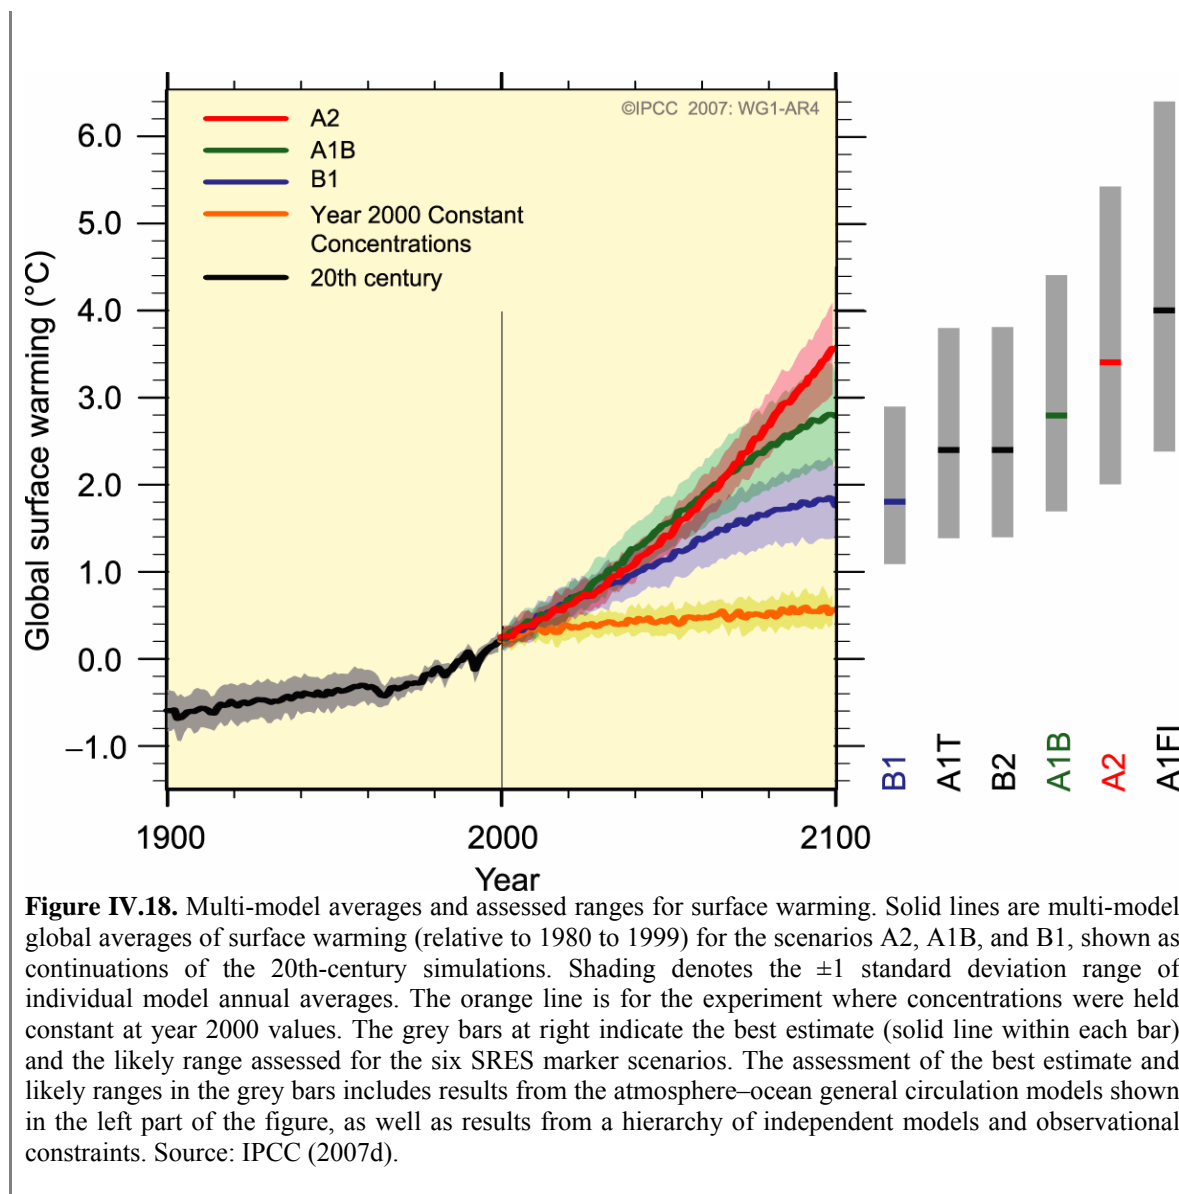 ©IPCC 2007: WG1-AR4
A2
A1B
B1
Year 2000 Constant
Concentrations
20th century
6.0
5.0
4.0
3.0
2.0
1.0
0.0
−1.0
Global surface warming (°C)
1900
2000
2100
Year
B1
A1T
B2
A1B
A2
A1FI
Figure IV.18. Multi-model averages and assessed ranges for surface warming. Solid lines are multi-model
global averages of surface warming (relative to 1980 to 1999) for the scenarios A2, A1B, and B1, shown as
continuations of the 20th-century simulations. Shading denotes the ±1 standard deviation range of
individual model annual averages. The orange line is for the experiment where concentrations were held
constant at year 2000 values. The grey bars at right indicate the best estimate (solid line within each bar)
and the likely range assessed for the six SRES marker scenarios. The assessment of the best estimate and
likely ranges in the grey bars includes results from the atmosphere–ocean general circulation models shown
in the left part of the figure, as well as results from a hierarchy of independent models and observational
constraints. Source: IPCC (2007d).